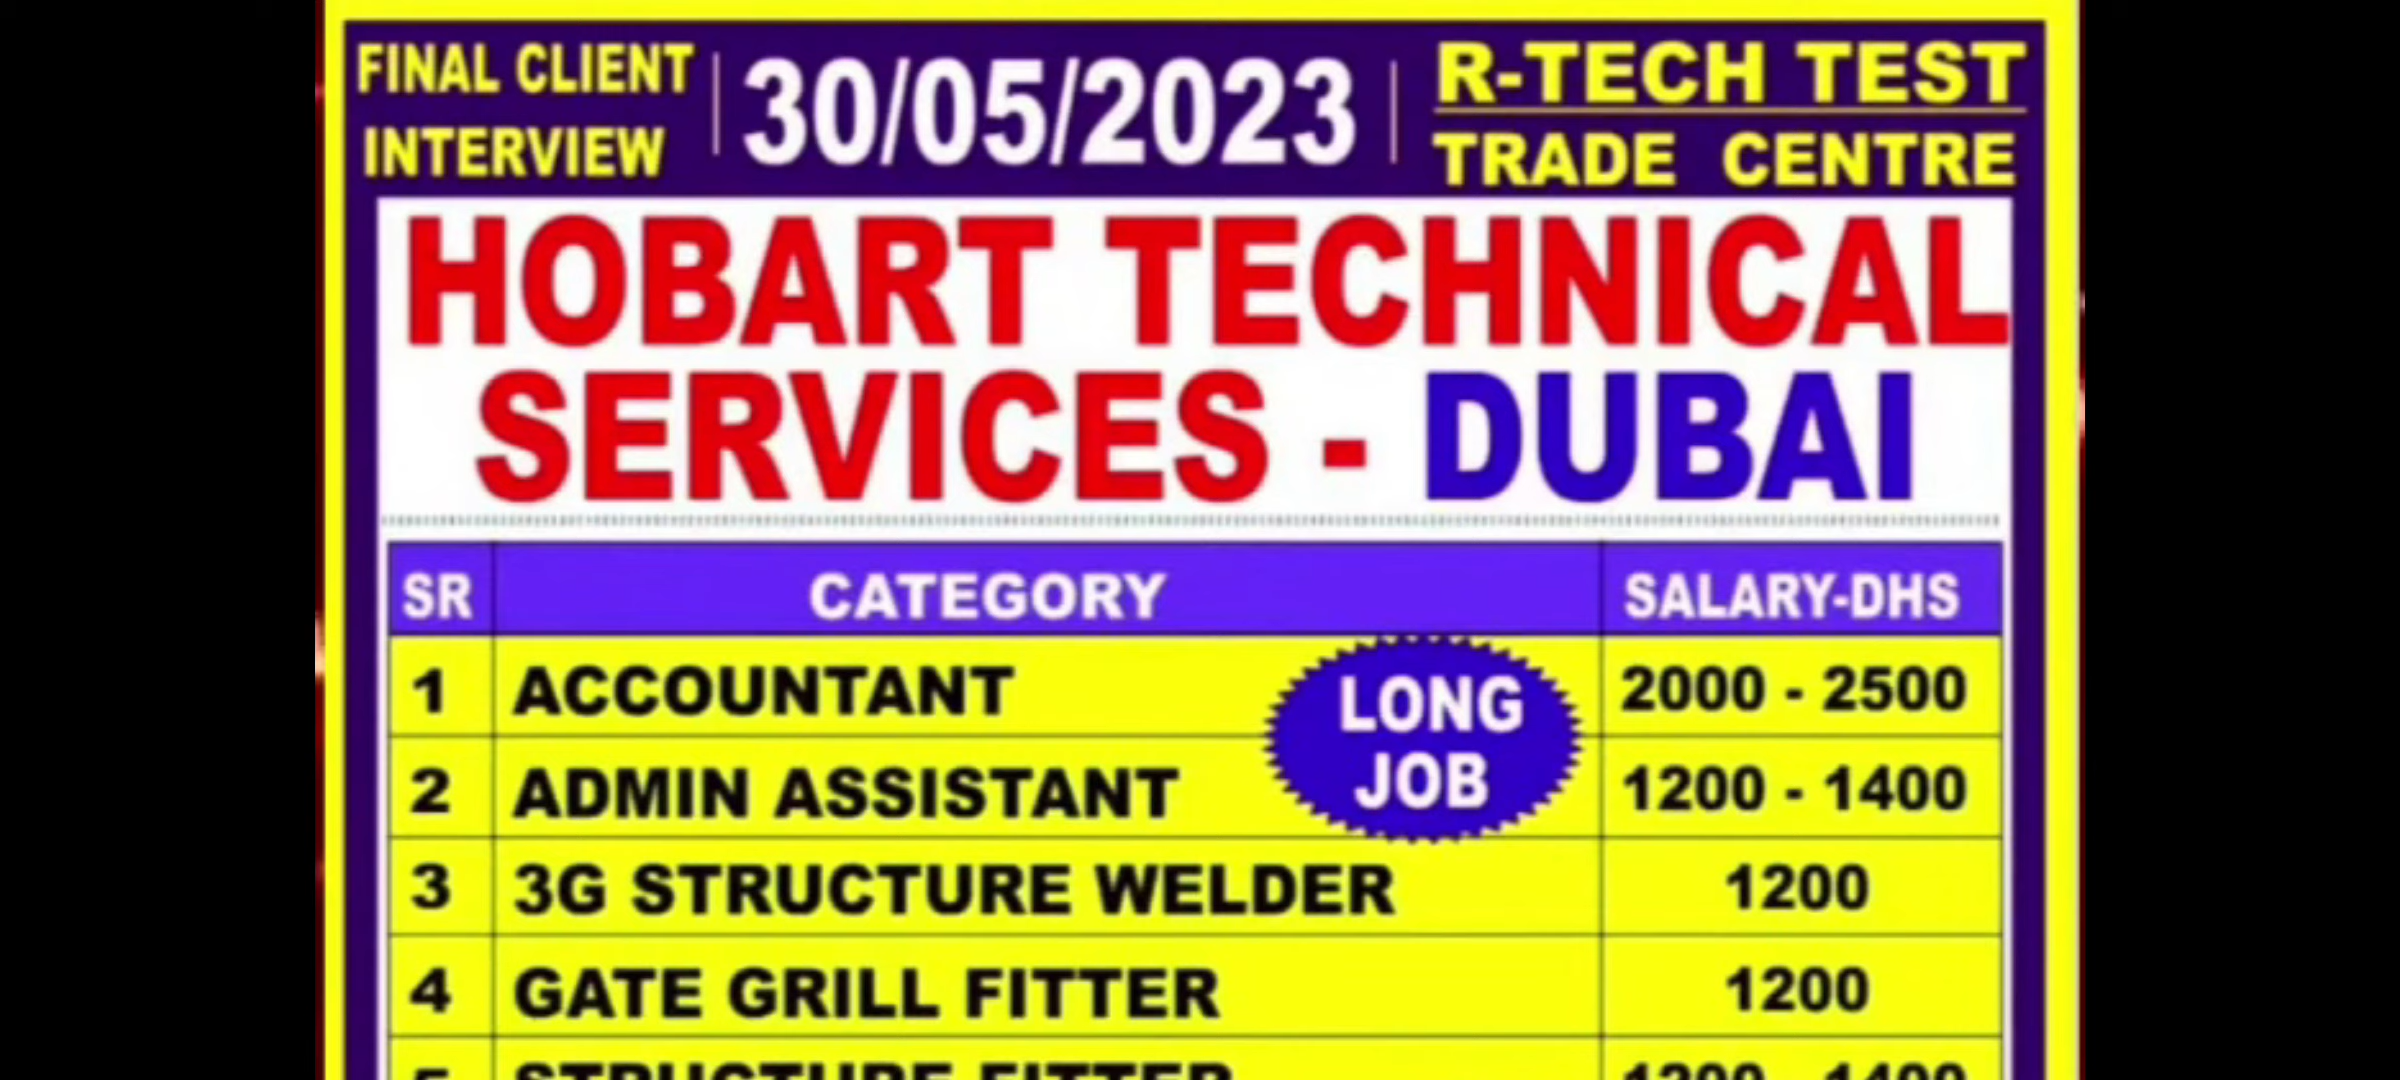 FINAL CLIENT
INTERVIEW
30/05/2023
R-TECH TEST
TRADE CENTRE
HOBART TECHNICAL
SERVICES - DUBAI
SR CATEGORY SALARY-DHS
1 ACCOUNTANT 2000 - 2500
LONG
JOB
2 ADMIN ASSISTANT 1200 - 1400
3 3G STRUCTURE WELDER 1200
4 GATE GRILL FITTER 1200
STRUCTURE FITTER